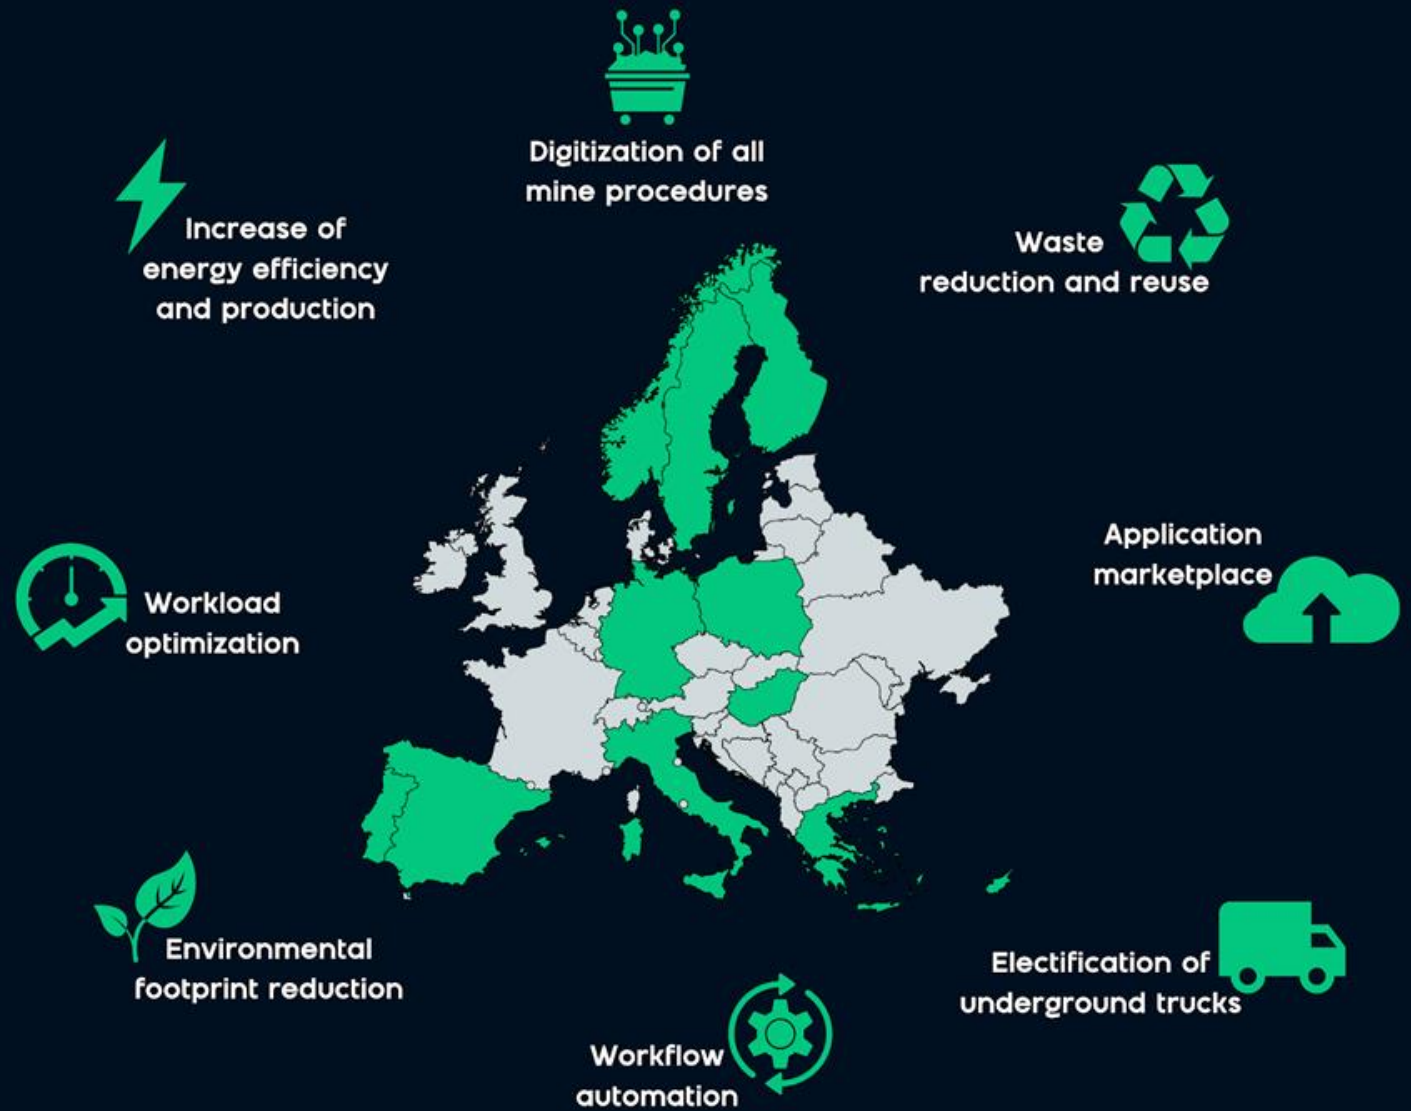 Digitization of all
mine procedures
Increase of
energy efficiency
and production
Waste
reduction and reuse
Application
marketplace
Workload
optimization
Environmental
footprint reduction
Electification of
underground trucks
Workflow
automation